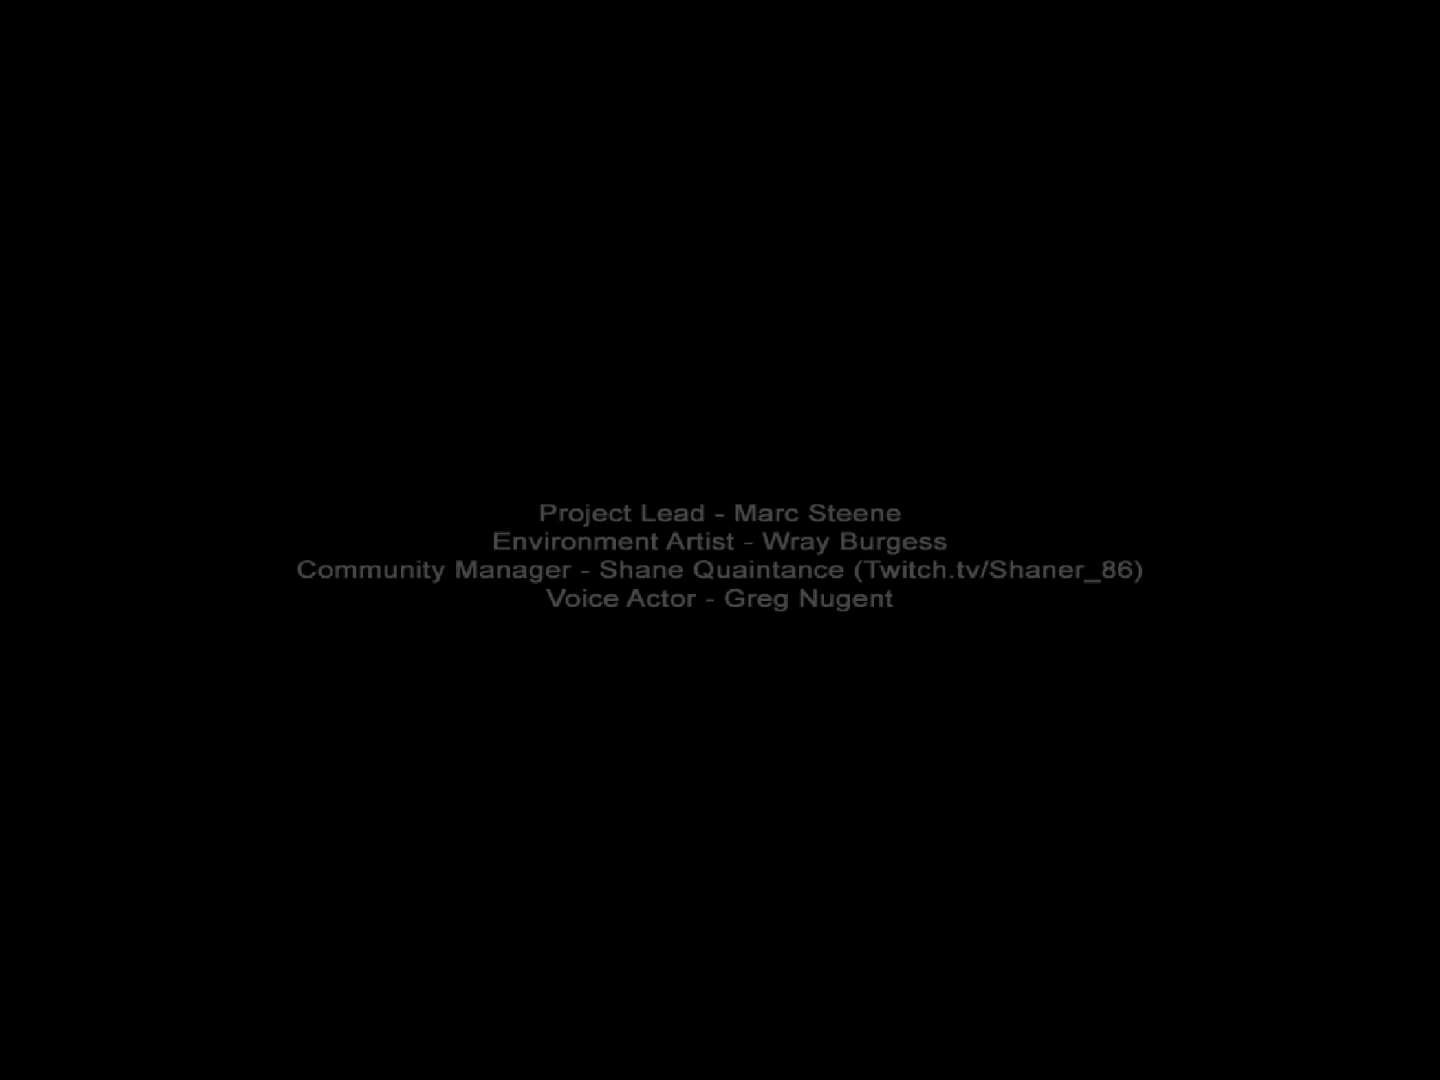 Project Lead - Marc Steene
Environment Artist - Wray Burgess
Community Manager - Shane Quaintance (Twitch.tv/Shaner_86)
Voice Actor - Greg Nugent